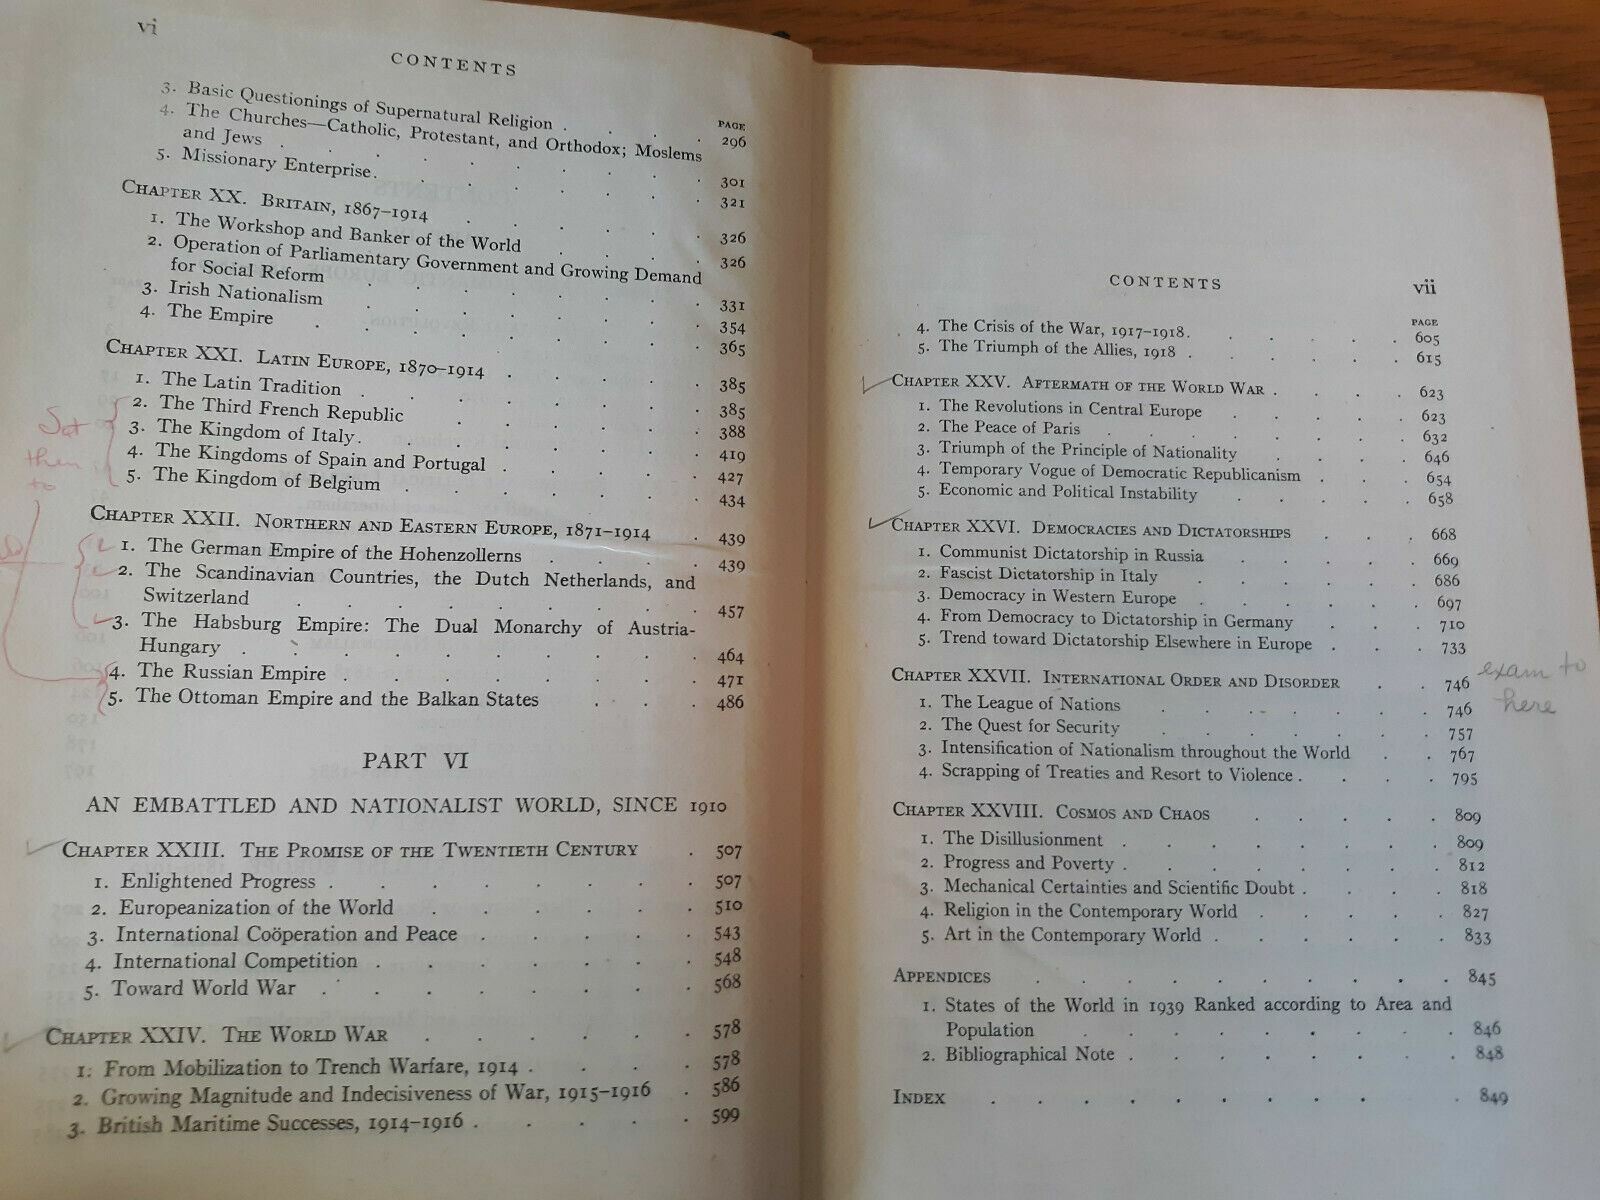 vi
CONTENTS
PAGE
3. Basic Questionings of Supernatural Religion . . . . 296
4. The Churches—Catholic, Protestant, and Orthodox; Moslems
and Jews . . . . . . . . . 301
5. Missionary Enterprise . . . . . . . 321
CHAPTER XX. BRITAIN, 1867–1914 . . . . . 326
1. The Workshop and Banker of the World . . . . 326
2. Operation of Parliamentary Government and Growing Demand
for Social Reform . . . . . . . . 331
3. Irish Nationalism . . . . . . . . 354
4. The Empire . . . . . . . . 365
CHAPTER XXI. LATIN EUROPE, 1870–1914 . . . . . 385
1. The Latin Tradition . . . . . . . 385
2. The Third French Republic . . . . . . 388
3. The Kingdom of Italy . . . . . . . 419
4. The Kingdoms of Spain and Portugal . . . . . 427
5. The Kingdom of Belgium . . . . . . . 434
CHAPTER XXII. NORTHERN AND EASTERN EUROPE, 1871–1914 . 439
1. The German Empire of the Hohenzollerns . . . . 439
2. The Scandinavian Countries, the Dutch Netherlands, and
Switzerland . . . . . . . . . 457
3. The Habsburg Empire: The Dual Monarchy of Austria-
Hungary . . . . . . . . . 464
4. The Russian Empire . . . . . . . . 471
5. The Ottoman Empire and the Balkan States . . . 486
Sat
then
to
PART VI
AN EMBATTLED AND NATIONALIST WORLD, SINCE 1910
CHAPTER XXIII. THE PROMISE OF THE TWENTIETH CENTURY . 507
1. Enlightened Progress . . . . . . . . 507
2. Europeanization of the World . . . . . . 510
3. International Coöperation and Peace . . . . . 543
4. International Competition . . . . . . . 548
5. Toward World War . . . . . . . . 568
CHAPTER XXIV. THE WORLD WAR . . . . . . 578
1. From Mobilization to Trench Warfare, 1914 . . . . 578
2. Growing Magnitude and Indecisiveness of War, 1915–1916 . 586
3. British Maritime Successes, 1914–1916 . . . . . 599
CONTENTS vii
PAGE
4. The Crisis of the War, 1917–1918 . . . . . 605
5. The Triumph of the Allies, 1918 . . . . . . 615
CHAPTER XXV. AFTERMATH OF THE WORLD WAR . . . . 623
1. The Revolutions in Central Europe . . . . . 623
2. The Peace of Paris . . . . . . . . 632
3. Triumph of the Principle of Nationality . . . . 646
4. Temporary Vogue of Democratic Republicanism . . . 654
5. Economic and Political Instability . . . . . 658
CHAPTER XXVI. DEMOCRACIES AND DICTATORSHIPS . . . 668
1. Communist Dictatorship in Russia . . . . . 669
2. Fascist Dictatorship in Italy . . . . . . 686
3. Democracy in Western Europe . . . . . . 697
4. From Democracy to Dictatorship in Germany . . . 710
5. Trend toward Dictatorship Elsewhere in Europe . . . 733
CHAPTER XXVII. INTERNATIONAL ORDER AND DISORDER . . 746
exam to
here
1. The League of Nations . . . . . . . 746
2. The Quest for Security . . . . . . . 757
3. Intensification of Nationalism throughout the World . . 767
4. Scrapping of Treaties and Resort to Violence . . . . 795
CHAPTER XXVIII. COSMOS AND CHAOS . . . . . 809
1. The Disillusionment . . . . . . . . 809
2. Progress and Poverty . . . . . . . . 812
3. Mechanical Certainties and Scientific Doubt . . . . 818
4. Religion in the Contemporary World . . . . . 827
5. Art in the Contemporary World . . . . . . 833
APPENDICES . . . . . . . . . . 845
1. States of the World in 1939 Ranked according to Area and
Population . . . . . . . . . 846
2. Bibliographical Note . . . . . . . . 848
INDEX . . . . . . . . . . 849